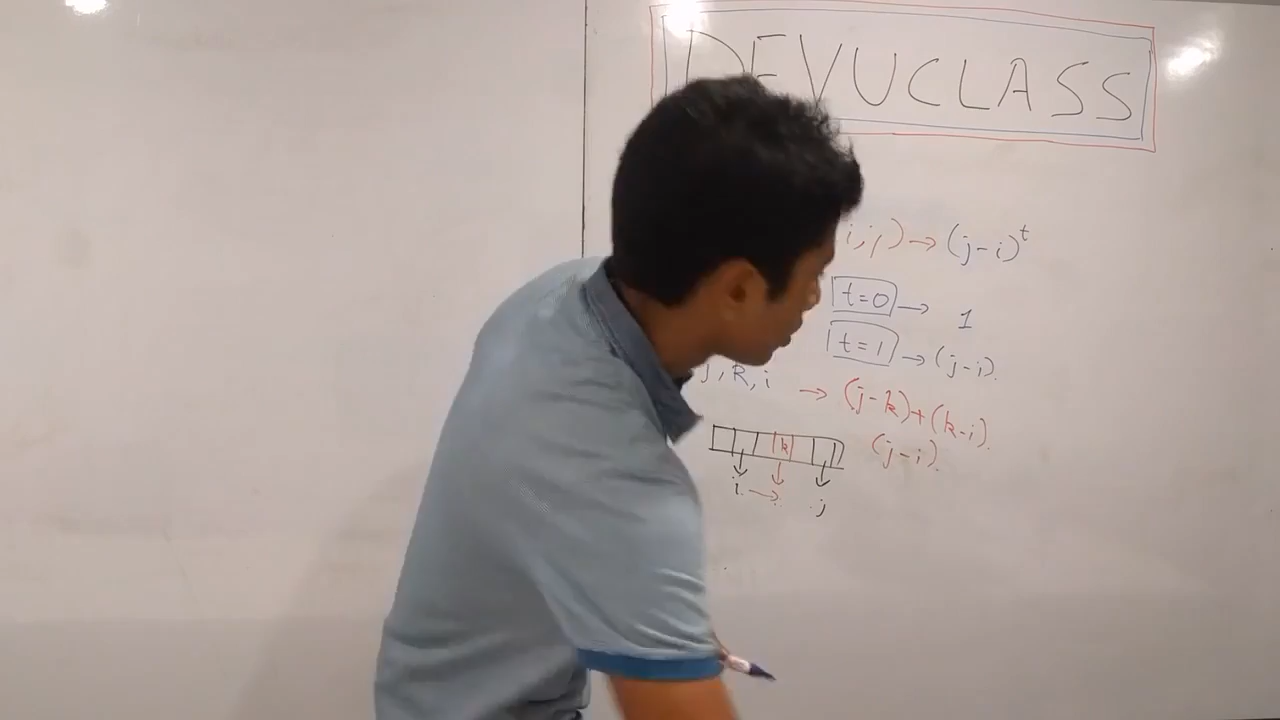 DEVUCLASS
i, j) → (j-i)^t
t=0 → 1
t=1 → (j-i).
j, k, i → (j-k)+(k-i).
(j-i).
k
i → j